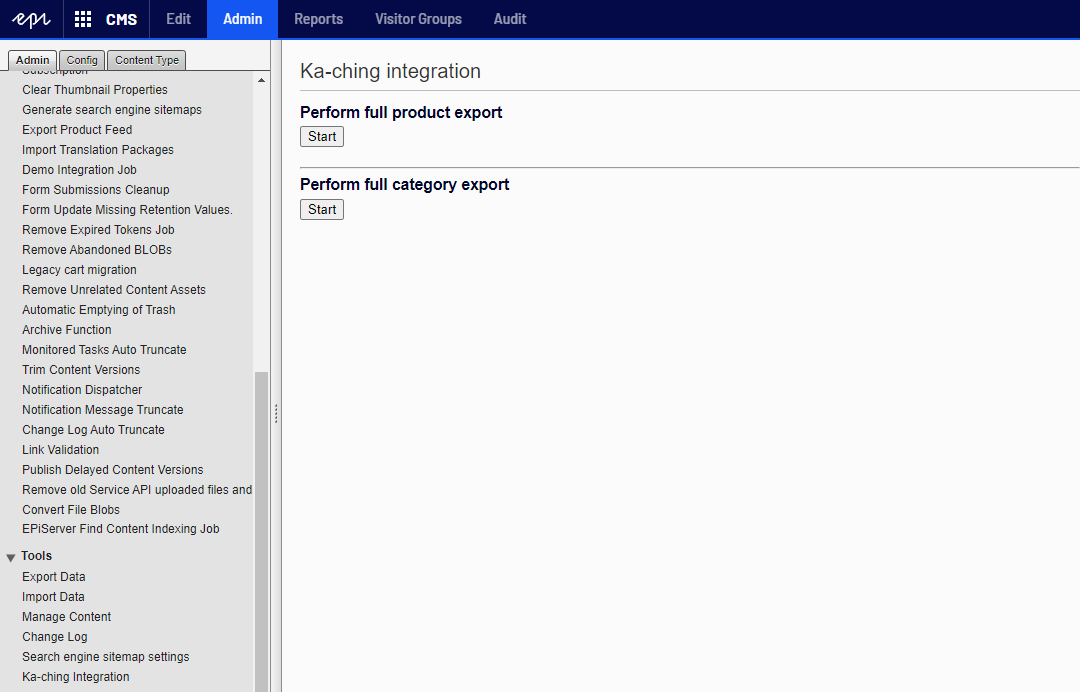 epi CMS Edit Admin Reports Visitor Groups Audit
Admin Config Content Type
Subscription
Clear Thumbnail Properties
Generate search engine sitemaps
Export Product Feed
Import Translation Packages
Demo Integration Job
Form Submissions Cleanup
Form Update Missing Retention Values.
Remove Expired Tokens Job
Remove Abandoned BLOBs
Legacy cart migration
Remove Unrelated Content Assets
Automatic Emptying of Trash
Archive Function
Monitored Tasks Auto Truncate
Trim Content Versions
Notification Dispatcher
Notification Message Truncate
Change Log Auto Truncate
Link Validation
Publish Delayed Content Versions
Remove old Service API uploaded files and
Convert File Blobs
EPiServer Find Content Indexing Job
Tools
Export Data
Import Data
Manage Content
Change Log
Search engine sitemap settings
Ka-ching Integration
Ka-ching integration
Perform full product export
Start
Perform full category export
Start